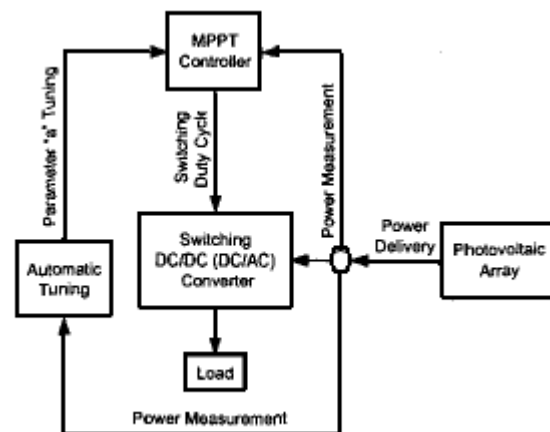 MPPT
Controller
Parameter "a" Tuning
Switching
Duty Cycle
Power Measurement
Switching
DC/DC (DC/AC)
Converter
Power
Delivery
Photovoltaic
Array
Automatic
Tuning
Load
Power Measurement